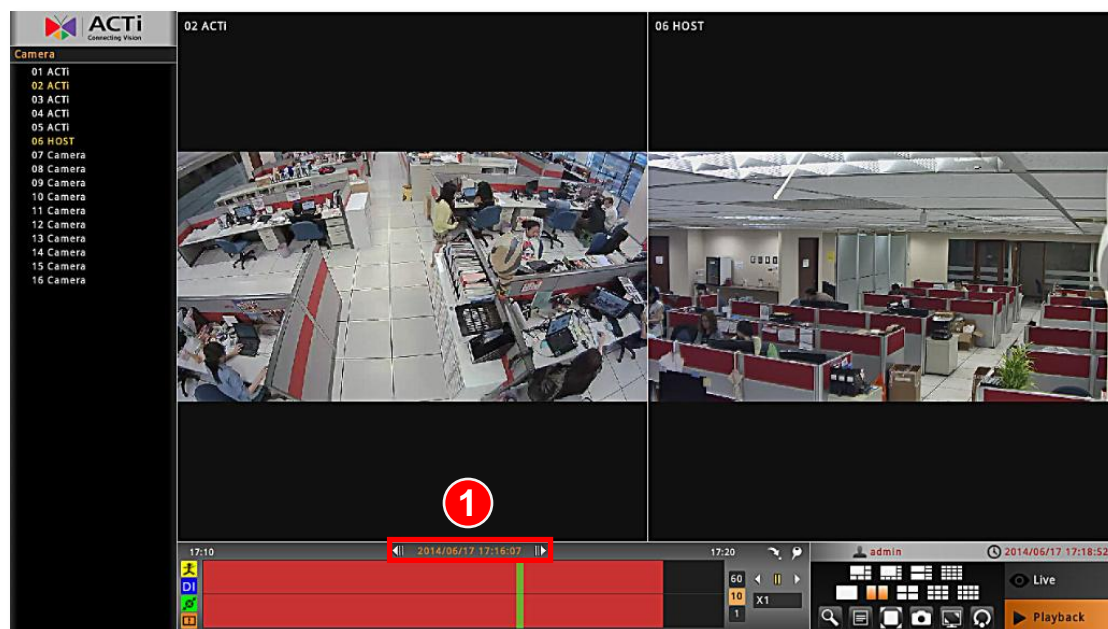 ACTi
Connecting Vision
Camera
01 ACTi
02 ACTi
03 ACTi
04 ACTi
05 ACTi
06 HOST
07 Camera
08 Camera
09 Camera
10 Camera
11 Camera
12 Camera
13 Camera
14 Camera
15 Camera
16 Camera
02 ACTi
06 HOST
1
17:10
2014/06/17 17:16:07
17:20
DI
60
10
1
X1
admin
2014/06/17 17:18:52
Live
Playback